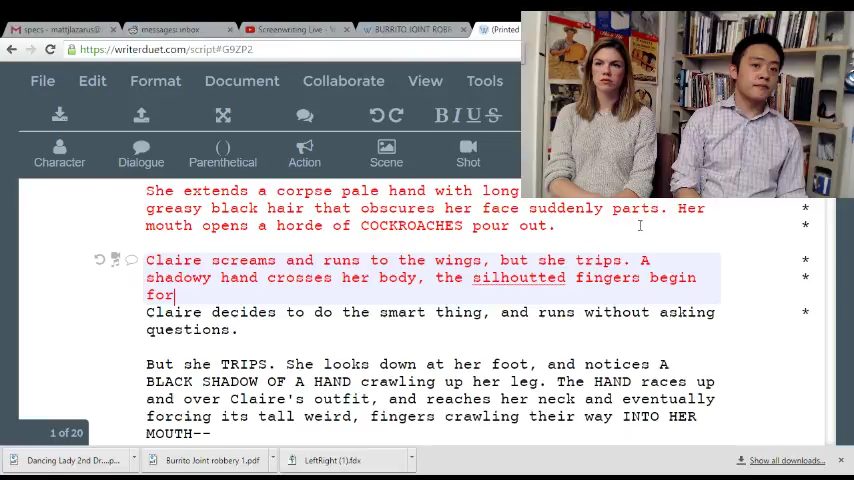 specs - mattjlazarus@
messages: inbox
Screenwriting Live -
BURRITO JOINT ROBI
(Printed
https://writerduet.com/script#G9ZP2
File Edit Format Document Collaborate View Tools
B I U S
Character Dialogue Parenthetical Action Scene Shot
She extends a corpse pale hand with long
greasy black hair that obscures her face suddenly parts. Her *
mouth opens a horde of COCKROACHES pour out. *
Claire screams and runs to the wings, but she trips. A *
shadowy hand crosses her body, the silhoutted fingers begin *
for
Claire decides to do the smart thing, and runs without asking *
questions.
But she TRIPS. She looks down at her foot, and notices A
BLACK SHADOW OF A HAND crawling up her leg. The HAND races up
and over Claire's outfit, and reaches her neck and eventually
forcing its tall weird, fingers crawling their way INTO HER
MOUTH--
1 of 20
Dancing Lady 2nd Dr....p...
Burrito Joint robbery 1.pdf
LeftRight (1).fdx
Show all downloads...